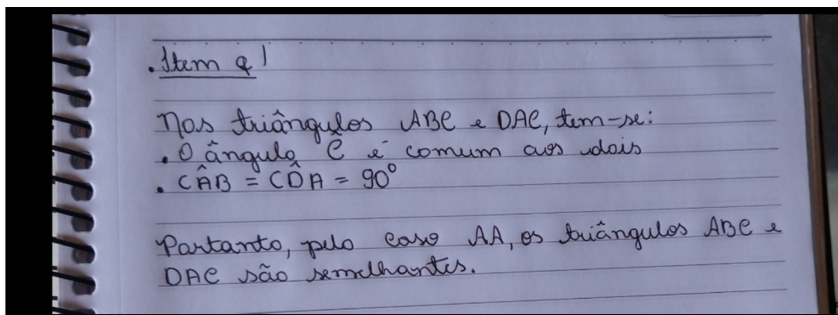 . Item a)
Nos triângulos ABC e DAC, tem-se:
. O ângulo Ĉ é comum aos dois
. CÂB = CD̂A = 90°
Portanto, pelo caso AA, os triângulos ABC e
DAC são semelhantes.